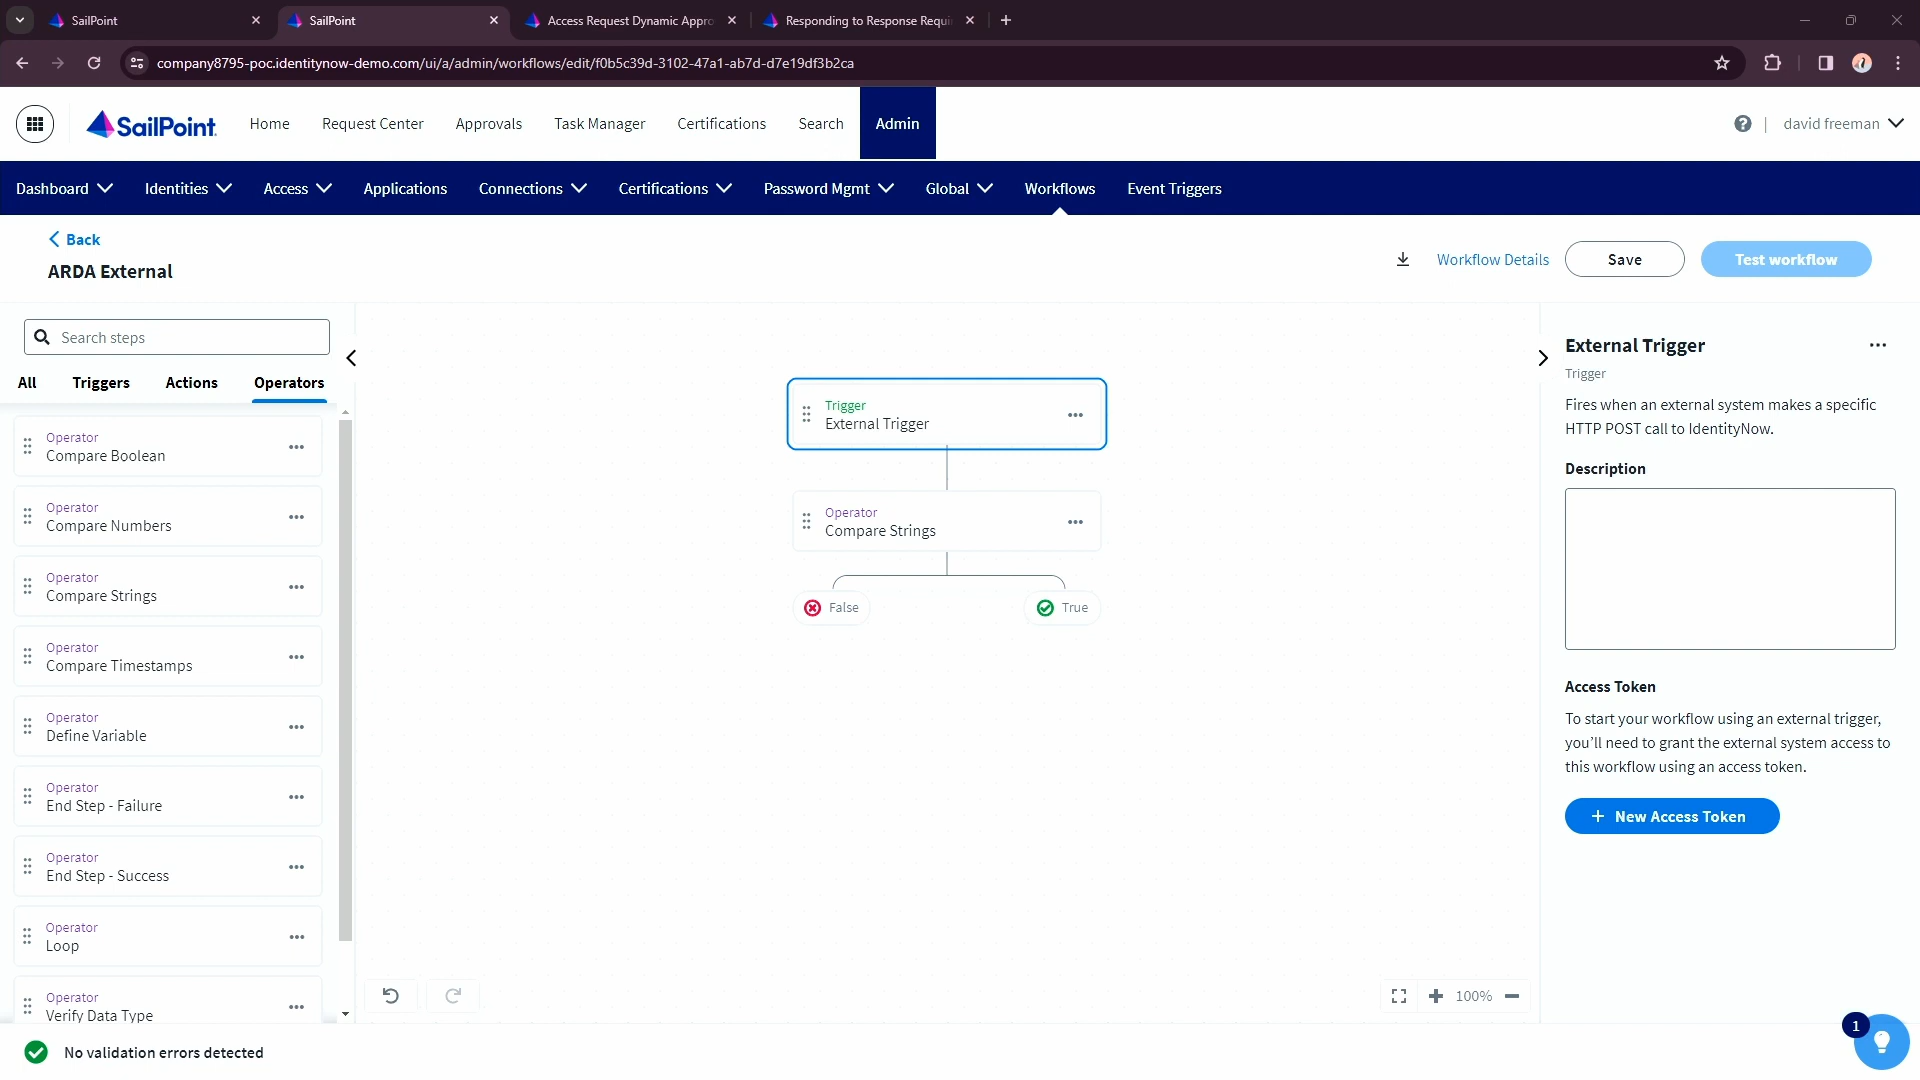 SailPoint
SailPoint
Access Request Dynamic Appro
Responding to Response Requi
company8795-poc.identitynow-demo.com/ui/a/admin/workflows/edit/f0b5c39d-3102-47a1-ab7d-d7e19df3b2ca
SailPoint
Home
Request Center
Approvals
Task Manager
Certifications
Search
Admin
david freeman
Dashboard
Identities
Access
Applications
Connections
Certifications
Password Mgmt
Global
Workflows
Event Triggers
Back
ARDA External
Workflow Details
Save
Test workflow
Search steps
All
Triggers
Actions
Operators
Operator
Compare Boolean
Operator
Compare Numbers
Operator
Compare Strings
Operator
Compare Timestamps
Operator
Define Variable
Operator
End Step - Failure
Operator
End Step - Success
Operator
Loop
Operator
Verify Data Type
Trigger
External Trigger
Operator
Compare Strings
False
True
100%
External Trigger
Trigger
Fires when an external system makes a specific
HTTP POST call to IdentityNow.
Description
Access Token
To start your workflow using an external trigger,
you'll need to grant the external system access to
this workflow using an access token.
+ New Access Token
1
No validation errors detected